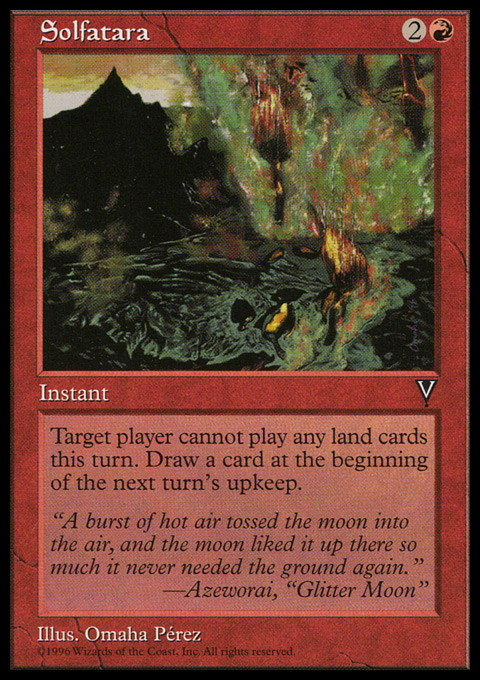 Solfatara 2
Instant V
Target player cannot play any land cards
this turn. Draw a card at the beginning
of the next turn's upkeep.
“A burst of hot air tossed the moon into
the air, and the moon liked it up there so
much it never needed the ground again.”
—Azeworai, “Glitter Moon”
Illus. Omaha Pérez
©1996 Wizards of the Coast, Inc. All rights reserved.